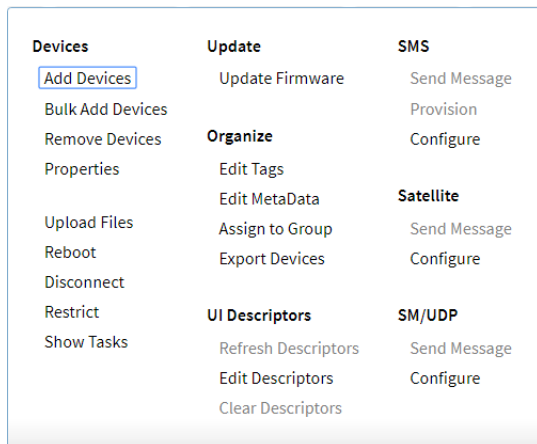 Devices
Add Devices
Bulk Add Devices
Remove Devices
Properties
Upload Files
Reboot
Disconnect
Restrict
Show Tasks
Update
Update Firmware
Organize
Edit Tags
Edit MetaData
Assign to Group
Export Devices
UI Descriptors
Refresh Descriptors
Edit Descriptors
Clear Descriptors
SMS
Send Message
Provision
Configure
Satellite
Send Message
Configure
SM/UDP
Send Message
Configure